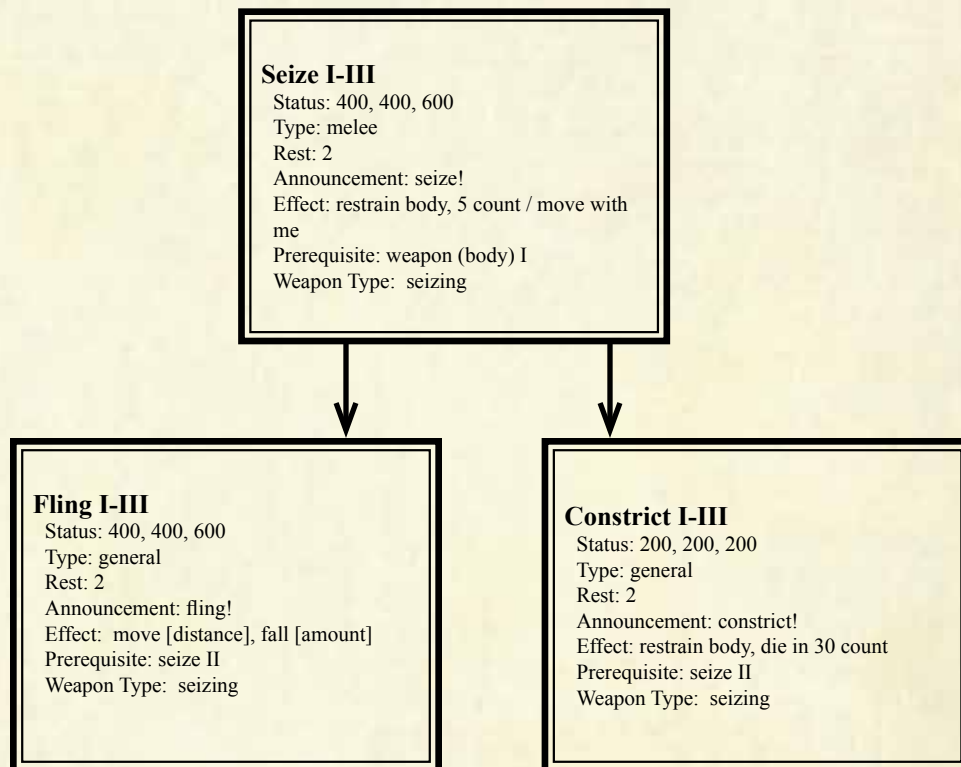 Seize I-III
Status: 400, 400, 600
Type: melee
Rest: 2
Announcement: seize!
Effect: restrain body, 5 count / move with
me
Prerequisite: weapon (body) I
Weapon Type: seizing
Fling I-III
Status: 400, 400, 600
Type: general
Rest: 2
Announcement: fling!
Effect: move [distance], fall [amount]
Prerequisite: seize II
Weapon Type: seizing
Constrict I-III
Status: 200, 200, 200
Type: general
Rest: 2
Announcement: constrict!
Effect: restrain body, die in 30 count
Prerequisite: seize II
Weapon Type: seizing